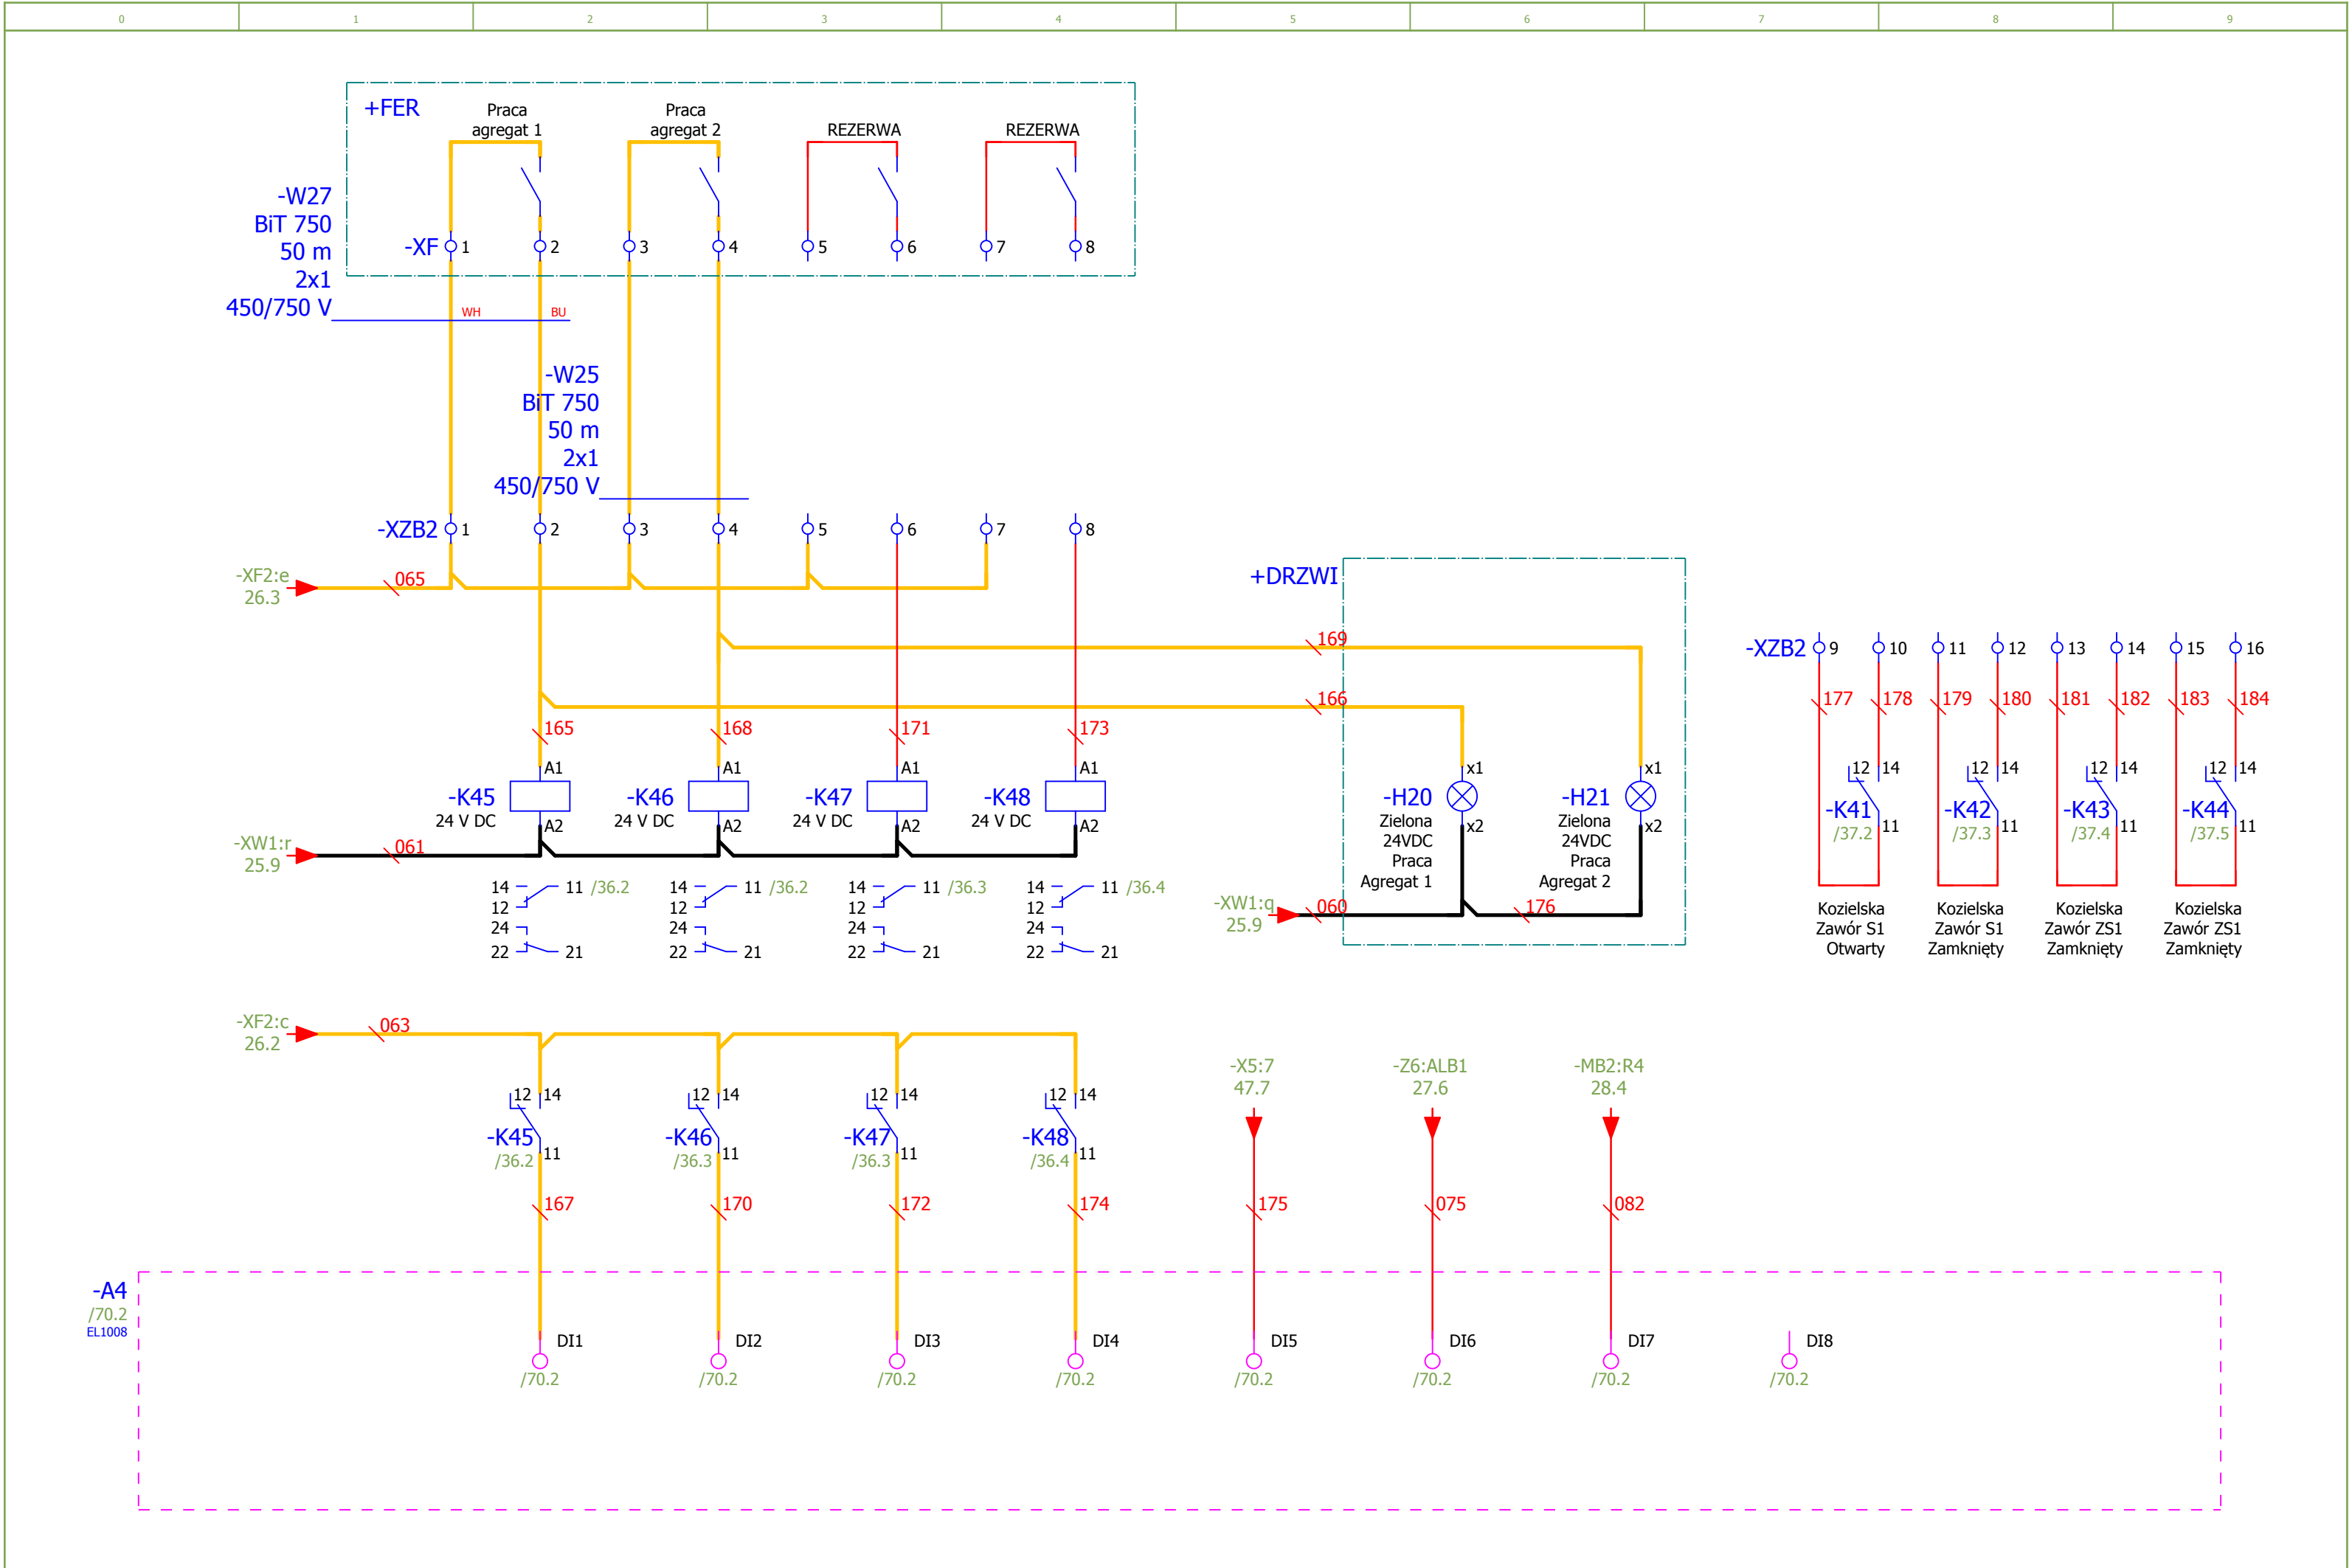 0 1 2 3 4 5 6 7 8 9
+FER
Praca
agregat 1
Praca
agregat 2
REZERWA
REZERWA
-W27
BiT 750
50 m
2x1
450/750 V
-XF 1 2 3 4 5 6 7 8
WH BU
-W25
BiT 750
50 m
2x1
450/750 V
-XZB2 1 2 3 4 5 6 7 8
-XF2:e
26.3
065
+DRZWI
169
166
165 168 171 173
A1 A1 A1 A1
-K45
24 V DC
-K46
24 V DC
-K47
24 V DC
-K48
24 V DC
A2 A2 A2 A2
-XW1:r
25.9
061
14 11 /36.2
12
24
22 21
14 11 /36.2
12
24
22 21
14 11 /36.3
12
24
22 21
14 11 /36.4
12
24
22 21
x1
-H20
Zielona
24VDC
Praca
Agregat 1
x2
x1
-H21
Zielona
24VDC
Praca
Agregat 2
x2
-XW1:q
25.9
060
176
-XZB2 9 10 11 12 13 14 15 16
177 178 179 180 181 182 183 184
12 14
-K41
/37.2
11
12 14
-K42
/37.3
11
12 14
-K43
/37.4
11
12 14
-K44
/37.5
11
Kozielska
Zawór S1
Otwarty
Kozielska
Zawór S1
Zamknięty
Kozielska
Zawór ZS1
Zamknięty
Kozielska
Zawór ZS1
Zamknięty
-XF2:c
26.2
063
12 14
-K45
/36.2
11
12 14
-K46
/36.3
11
12 14
-K47
/36.3
11
12 14
-K48
/36.4
11
-X5:7
47.7
-Z6:ALB1
27.6
-MB2:R4
28.4
167 170 172 174 175 075 082
-A4
/70.2
EL1008
DI1 DI2 DI3 DI4 DI5 DI6 DI7 DI8
/70.2 /70.2 /70.2 /70.2 /70.2 /70.2 /70.2 /70.2